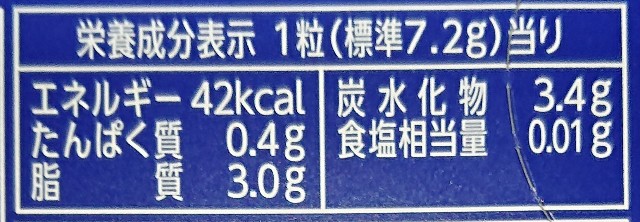 栄養成分表示 1粒(標準7.2g)当り
エネルギー 42kcal
たんぱく質 0.4g
脂質 3.0g
炭水化物 3.4g
食塩相当量 0.01g